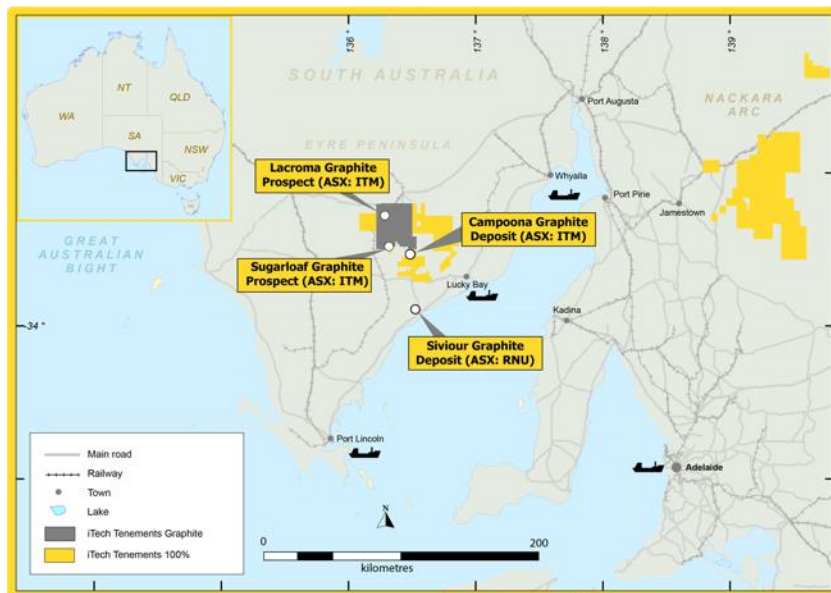 136
137
138
139
SOUTH AUSTRALIA
NT
QLD
WA
SA
NSW
VIC
Port Augusta
NACKARA
ARC
EYRE PENINSULA
Lacroma Graphite
Prospect (ASX: ITM)
Whyalla
Port Pirie
Jamestown
Campoona Graphite
Deposit (ASX: ITM)
GREAT
AUSTRALIAN
BIGHT
Sugarloaf Graphite
Prospect (ASX: ITM)
Lucky Bay
Kadina
-34 °
Siviour Graphite
Deposit (ASX: RNU)
Port Lincoln
Adelaide
Main road
Railway
Town
Lake
iTech Tenements Graphite
iTech Tenements 100%
N
0
200
kilometres